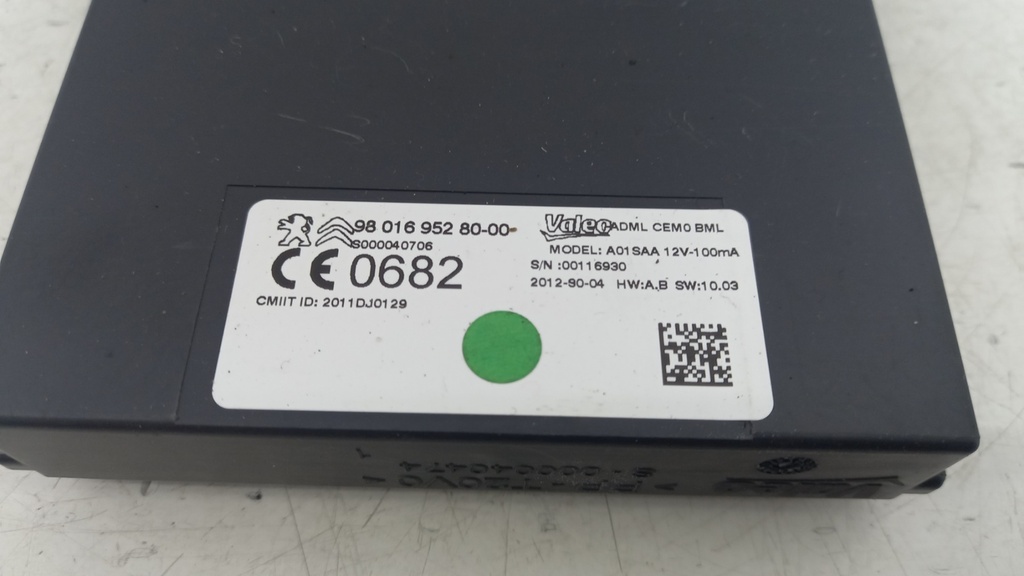 98 016 952 80-00-
S000040706
CE 0682
CMIIT ID: 2011DJ0129
Valeo ADML CEM0 BML
MODEL: A01SAA 12V-100mA
S/N :00116930
2012-90-04 HW:A,B SW:10.03